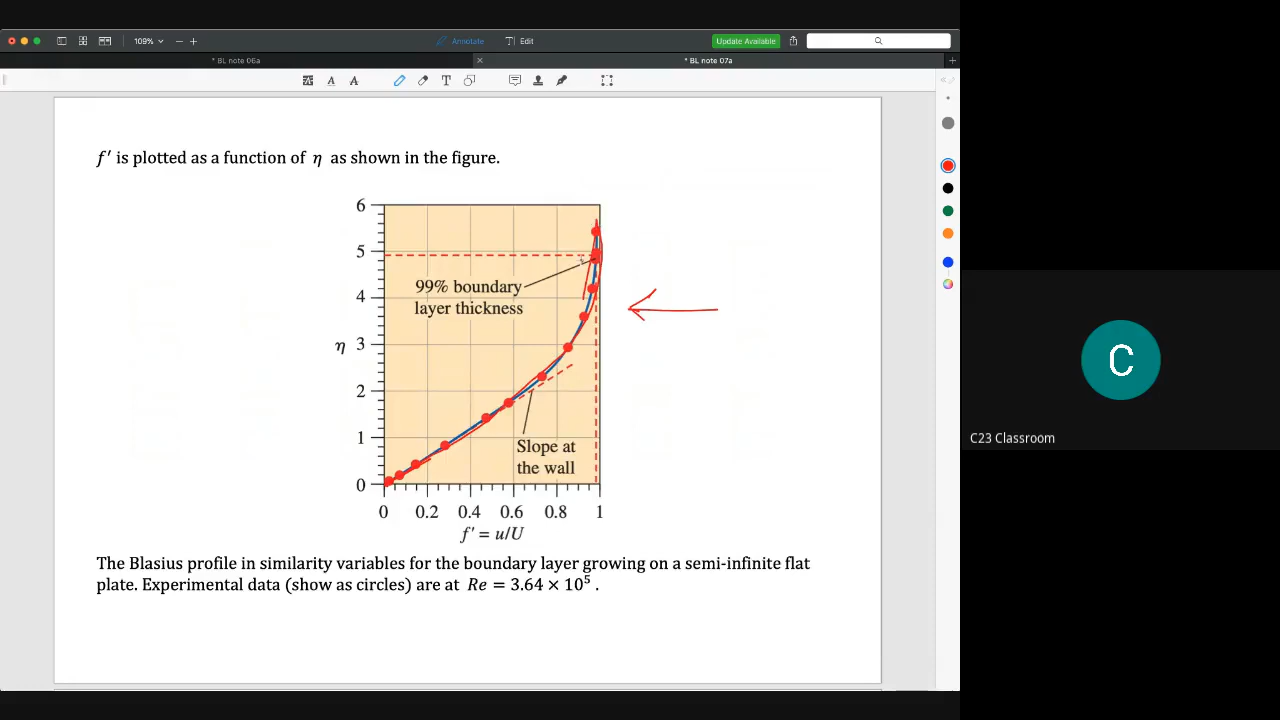 109%
Annotate
Edit
Update Available
* BL note 06a
* BL note 07a
f′ is plotted as a function of η as shown in the figure.
6
5
4
3
2
1
0
η
99% boundary
layer thickness
Slope at
the wall
0 0.2 0.4 0.6 0.8 1
f′ = u/U
The Blasius profile in similarity variables for the boundary layer growing on a semi-infinite flat
plate. Experimental data (show as circles) are at Re = 3.64 × 10⁵ .
C
C23 Classroom